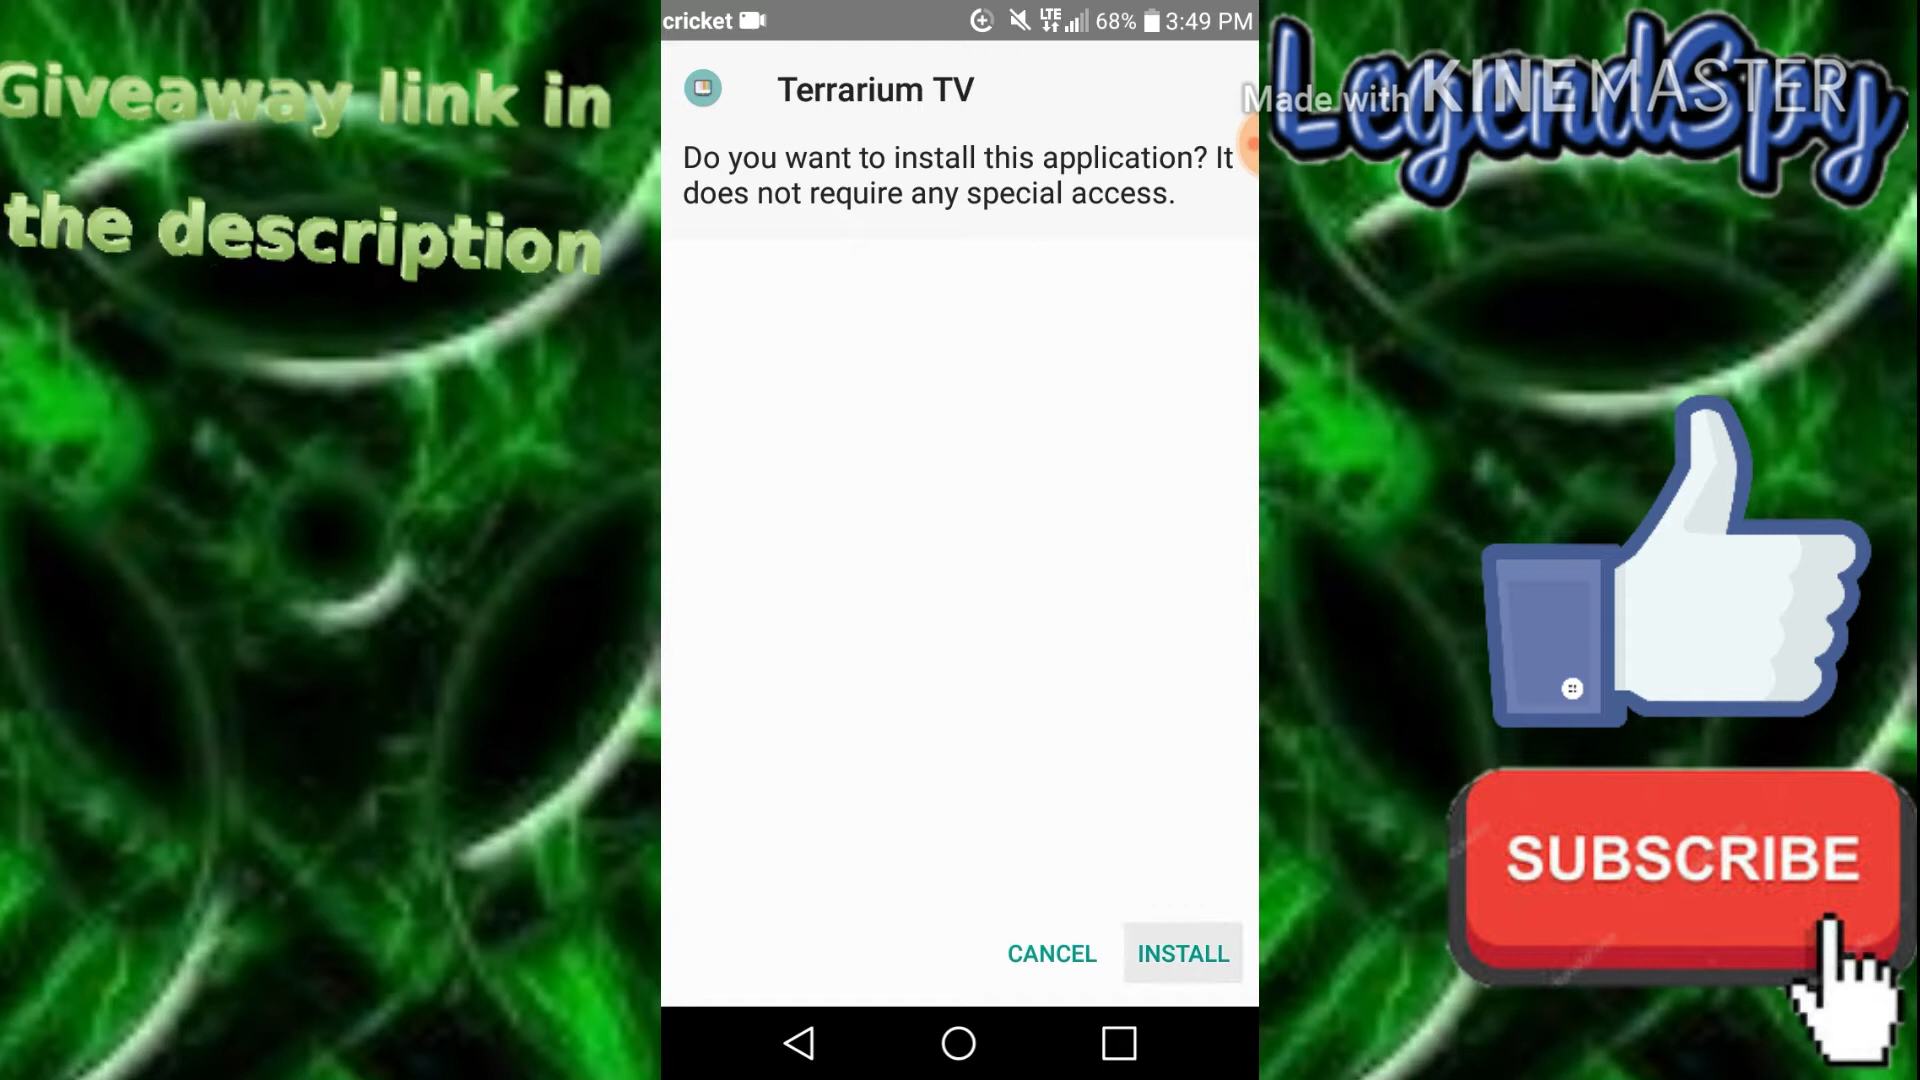 Giveaway link in
the description
cricket LTE 68% 3:49 PM
Terrarium TV
Do you want to install this application? It
does not require any special access.
CANCEL INSTALL
LegendSpy
Made with KINEMASTER
SUBSCRIBE